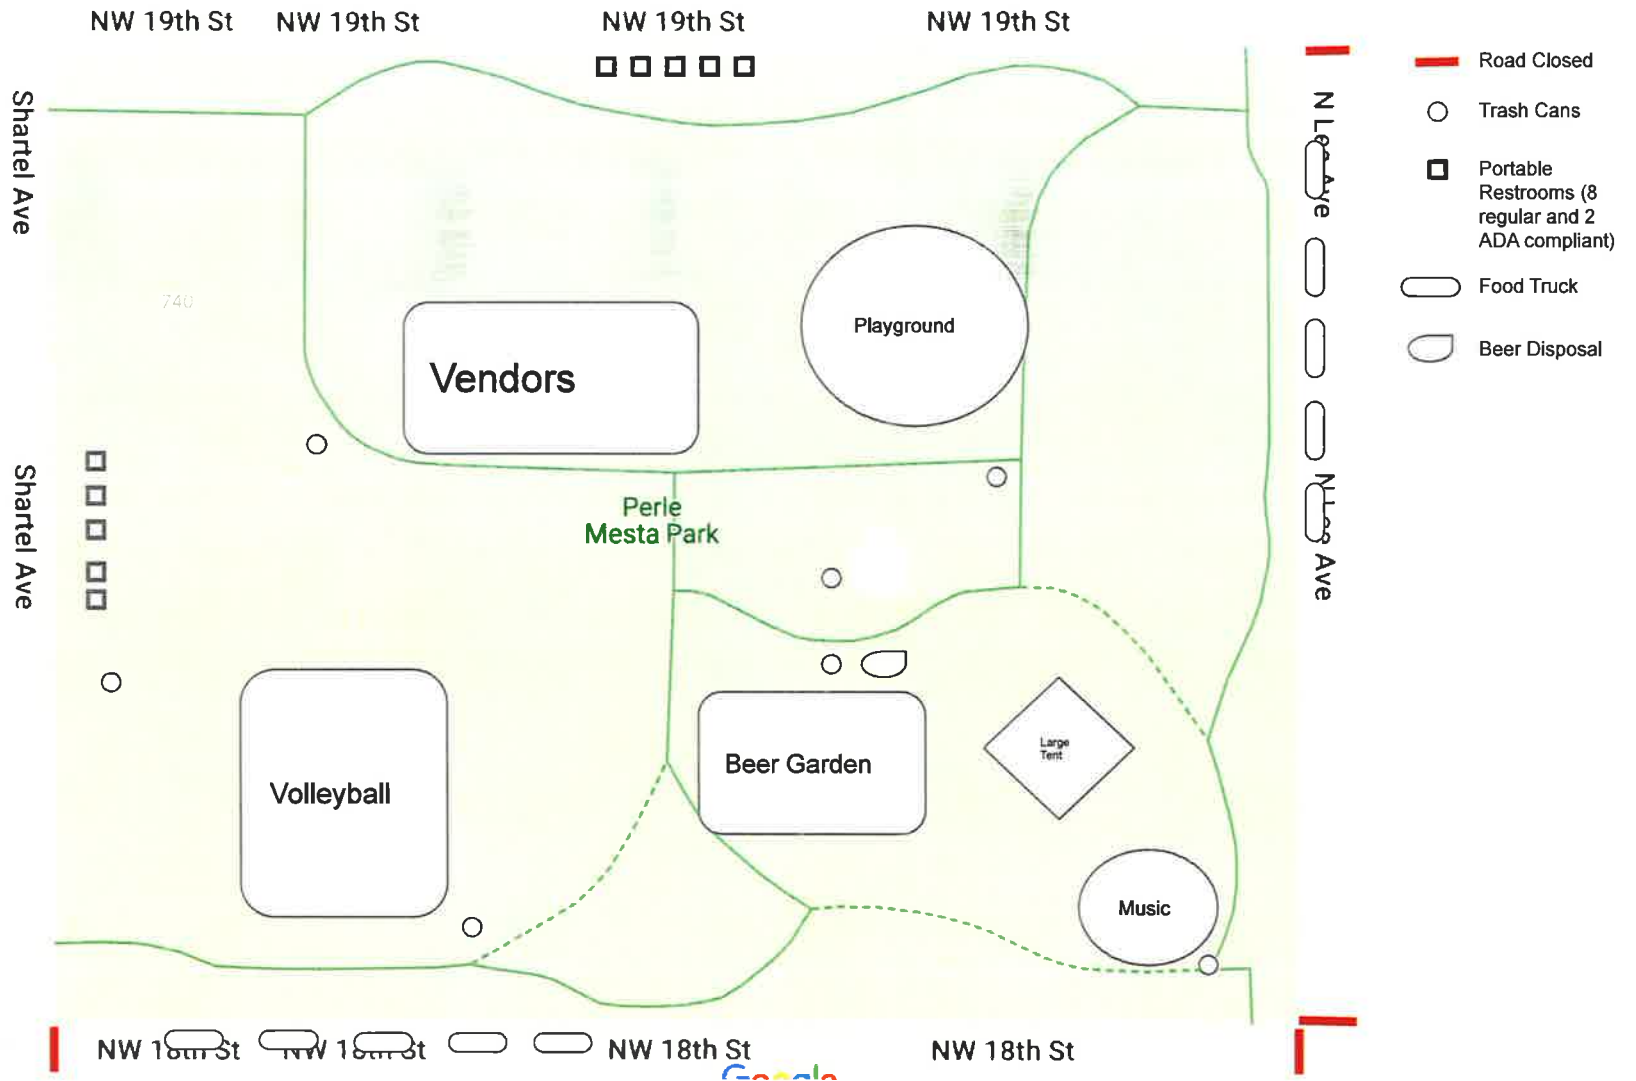 NW 19th St NW 19th St NW 19th St NW 19th St
Road Closed
Trash Cans
Portable
Restrooms (8
regular and 2
ADA compliant)
Food Truck
Beer Disposal
Shartel Ave
N Lee Ave
740
Playground
Vendors
Shartel Ave
N Lee Ave
Perle
Mesta Park
Large
Tent
Beer Garden
Volleyball
Music
NW 18th St NW 18th St NW 18th St NW 18th St
Google